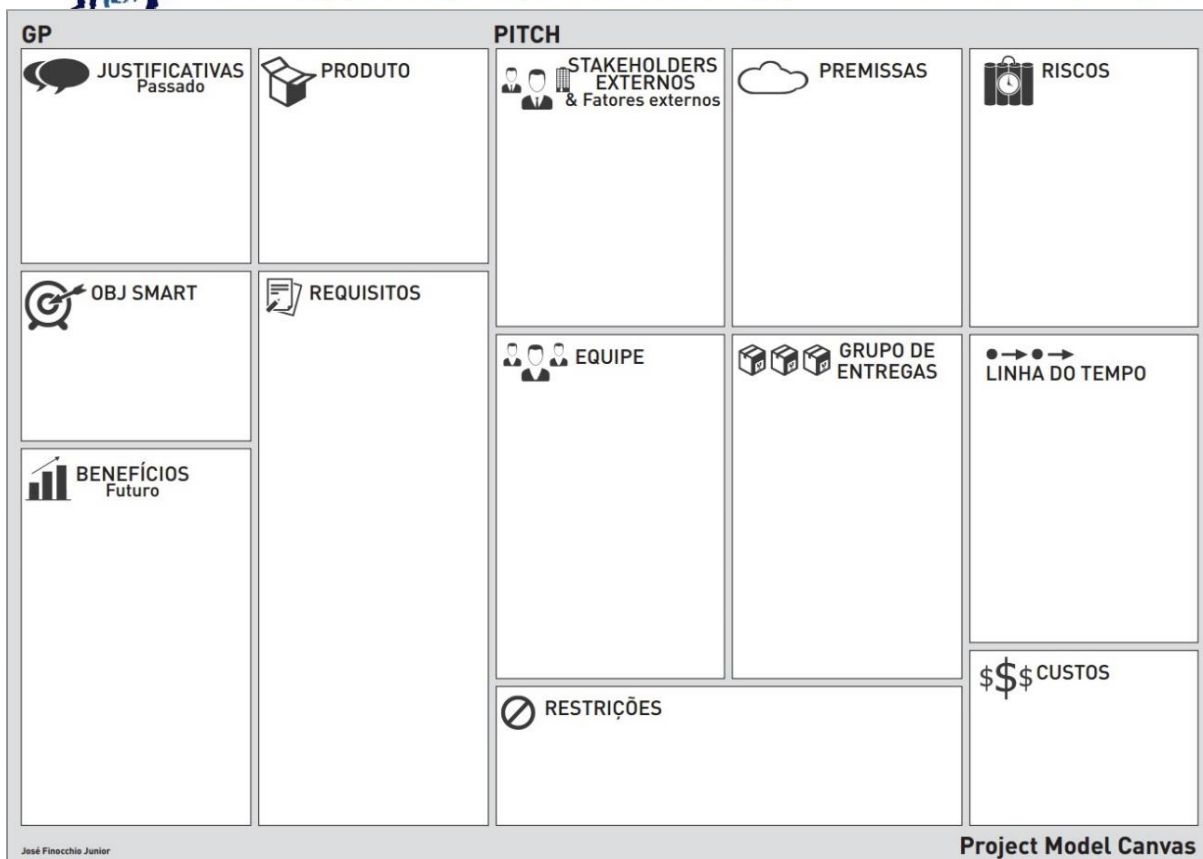 GP
PITCH
JUSTIFICATIVAS
Passado
PRODUTO
STAKEHOLDERS
EXTERNOS
& Fatores externos
PREMISSAS
RISCOS
OBJ SMART
REQUISITOS
EQUIPE
GRUPO DE
ENTREGAS
LINHA DO TEMPO
BENEFÍCIOS
Futuro
RESTRIÇÕES
$$$ CUSTOS
José Finocchio Junior
Project Model Canvas